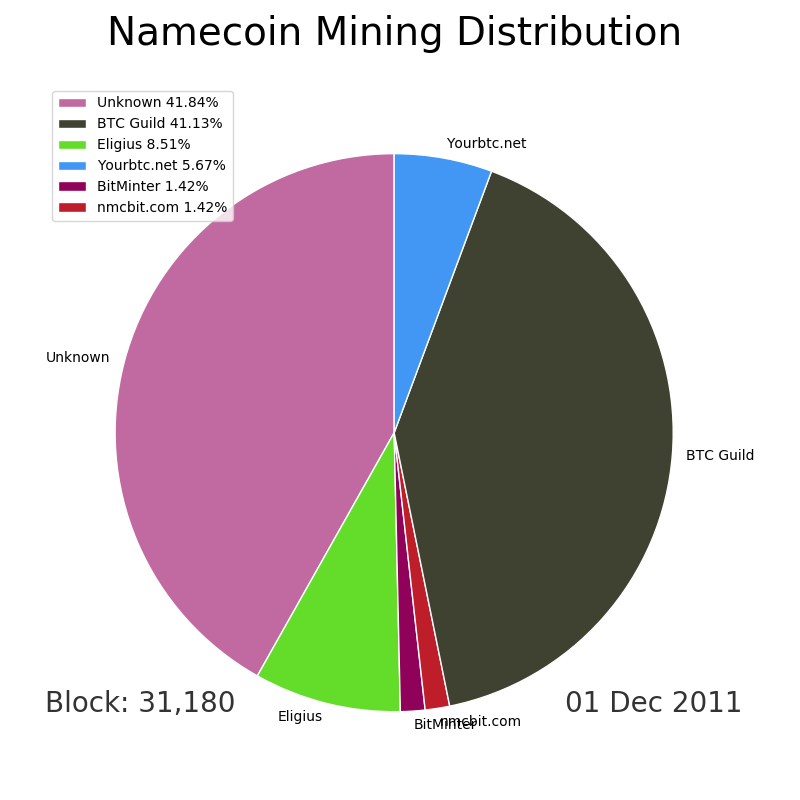 Namecoin Mining Distribution
Unknown 41.84%
BTC Guild 41.13%
Eligius 8.51%
Yourbtc.net 5.67%
BitMinter 1.42%
nmcbit.com 1.42%
Yourbtc.net
Unknown
BTC Guild
Block: 31,180
01 Dec 2011
Eligius
BitMinter
nmcbit.com